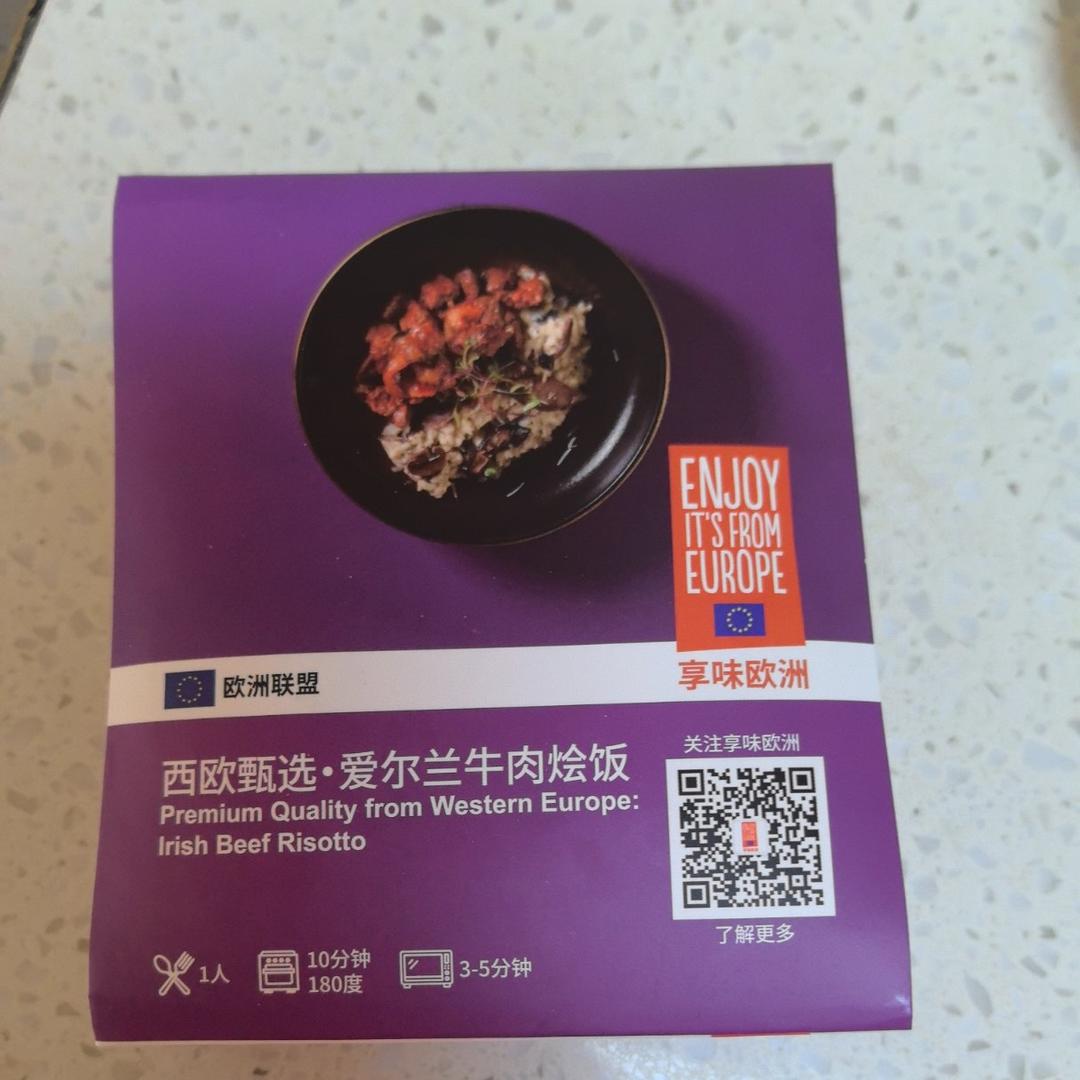 ENJOY
IT'S FROM
EUROPE
欧洲联盟
享味欧洲
西欧甄选·爱尔兰牛肉烩饭
Premium Quality from Western Europe:
Irish Beef Risotto
关注享味欧洲
了解更多
1人
10分钟
180度
3-5分钟